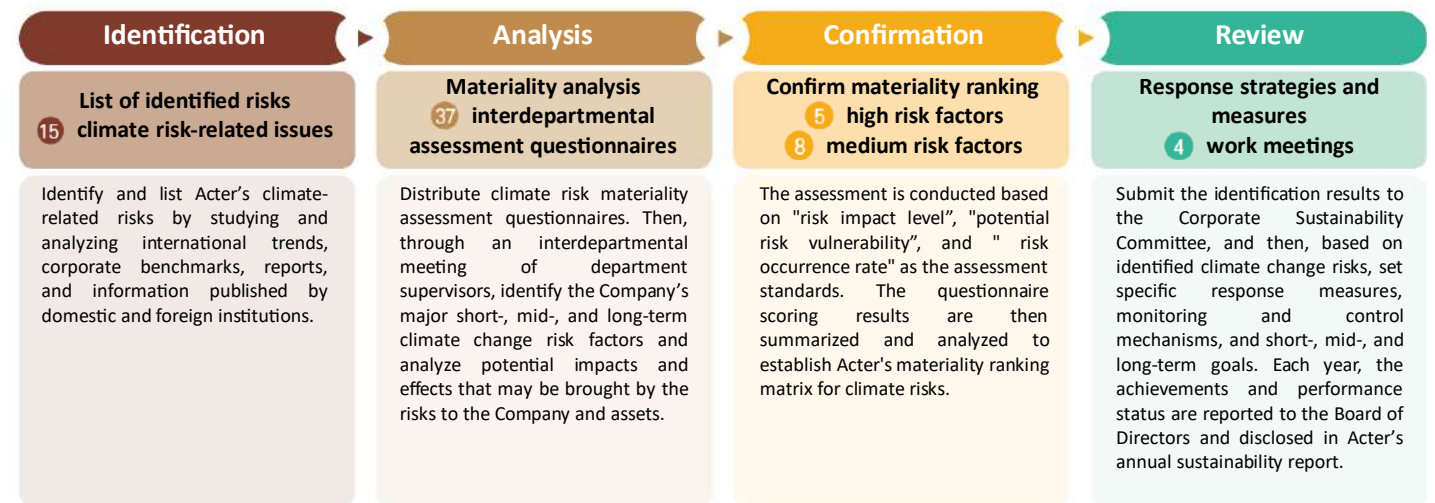 Identification
List of identified risks
15 climate risk-related issues
Identify and list Acter’s climate-
related risks by studying and
analyzing international trends,
corporate benchmarks, reports,
and information published by
domestic and foreign institutions.
Analysis
Materiality analysis
37 interdepartmental
assessment questionnaires
Distribute climate risk materiality
assessment questionnaires. Then,
through an interdepartmental
meeting of department
supervisors, identify the Company’s
major short-, mid-, and long-term
climate change risk factors and
analyze potential impacts and
effects that may be brought by the
risks to the Company and assets.
Confirmation
Confirm materiality ranking
5 high risk factors
8 medium risk factors
The assessment is conducted based
on "risk impact level”, "potential
risk vulnerability”, and " risk
occurrence rate" as the assessment
standards. The questionnaire
scoring results are then
summarized and analyzed to
establish Acter's materiality ranking
matrix for climate risks.
Review
Response strategies and
measures
4 work meetings
Submit the identification results to
the Corporate Sustainability
Committee, and then, based on
identified climate change risks, set
specific response measures,
monitoring and control
mechanisms, and short-, mid-, and
long-term goals. Each year, the
achievements and performance
status are reported to the Board of
Directors and disclosed in Acter’s
annual sustainability report.